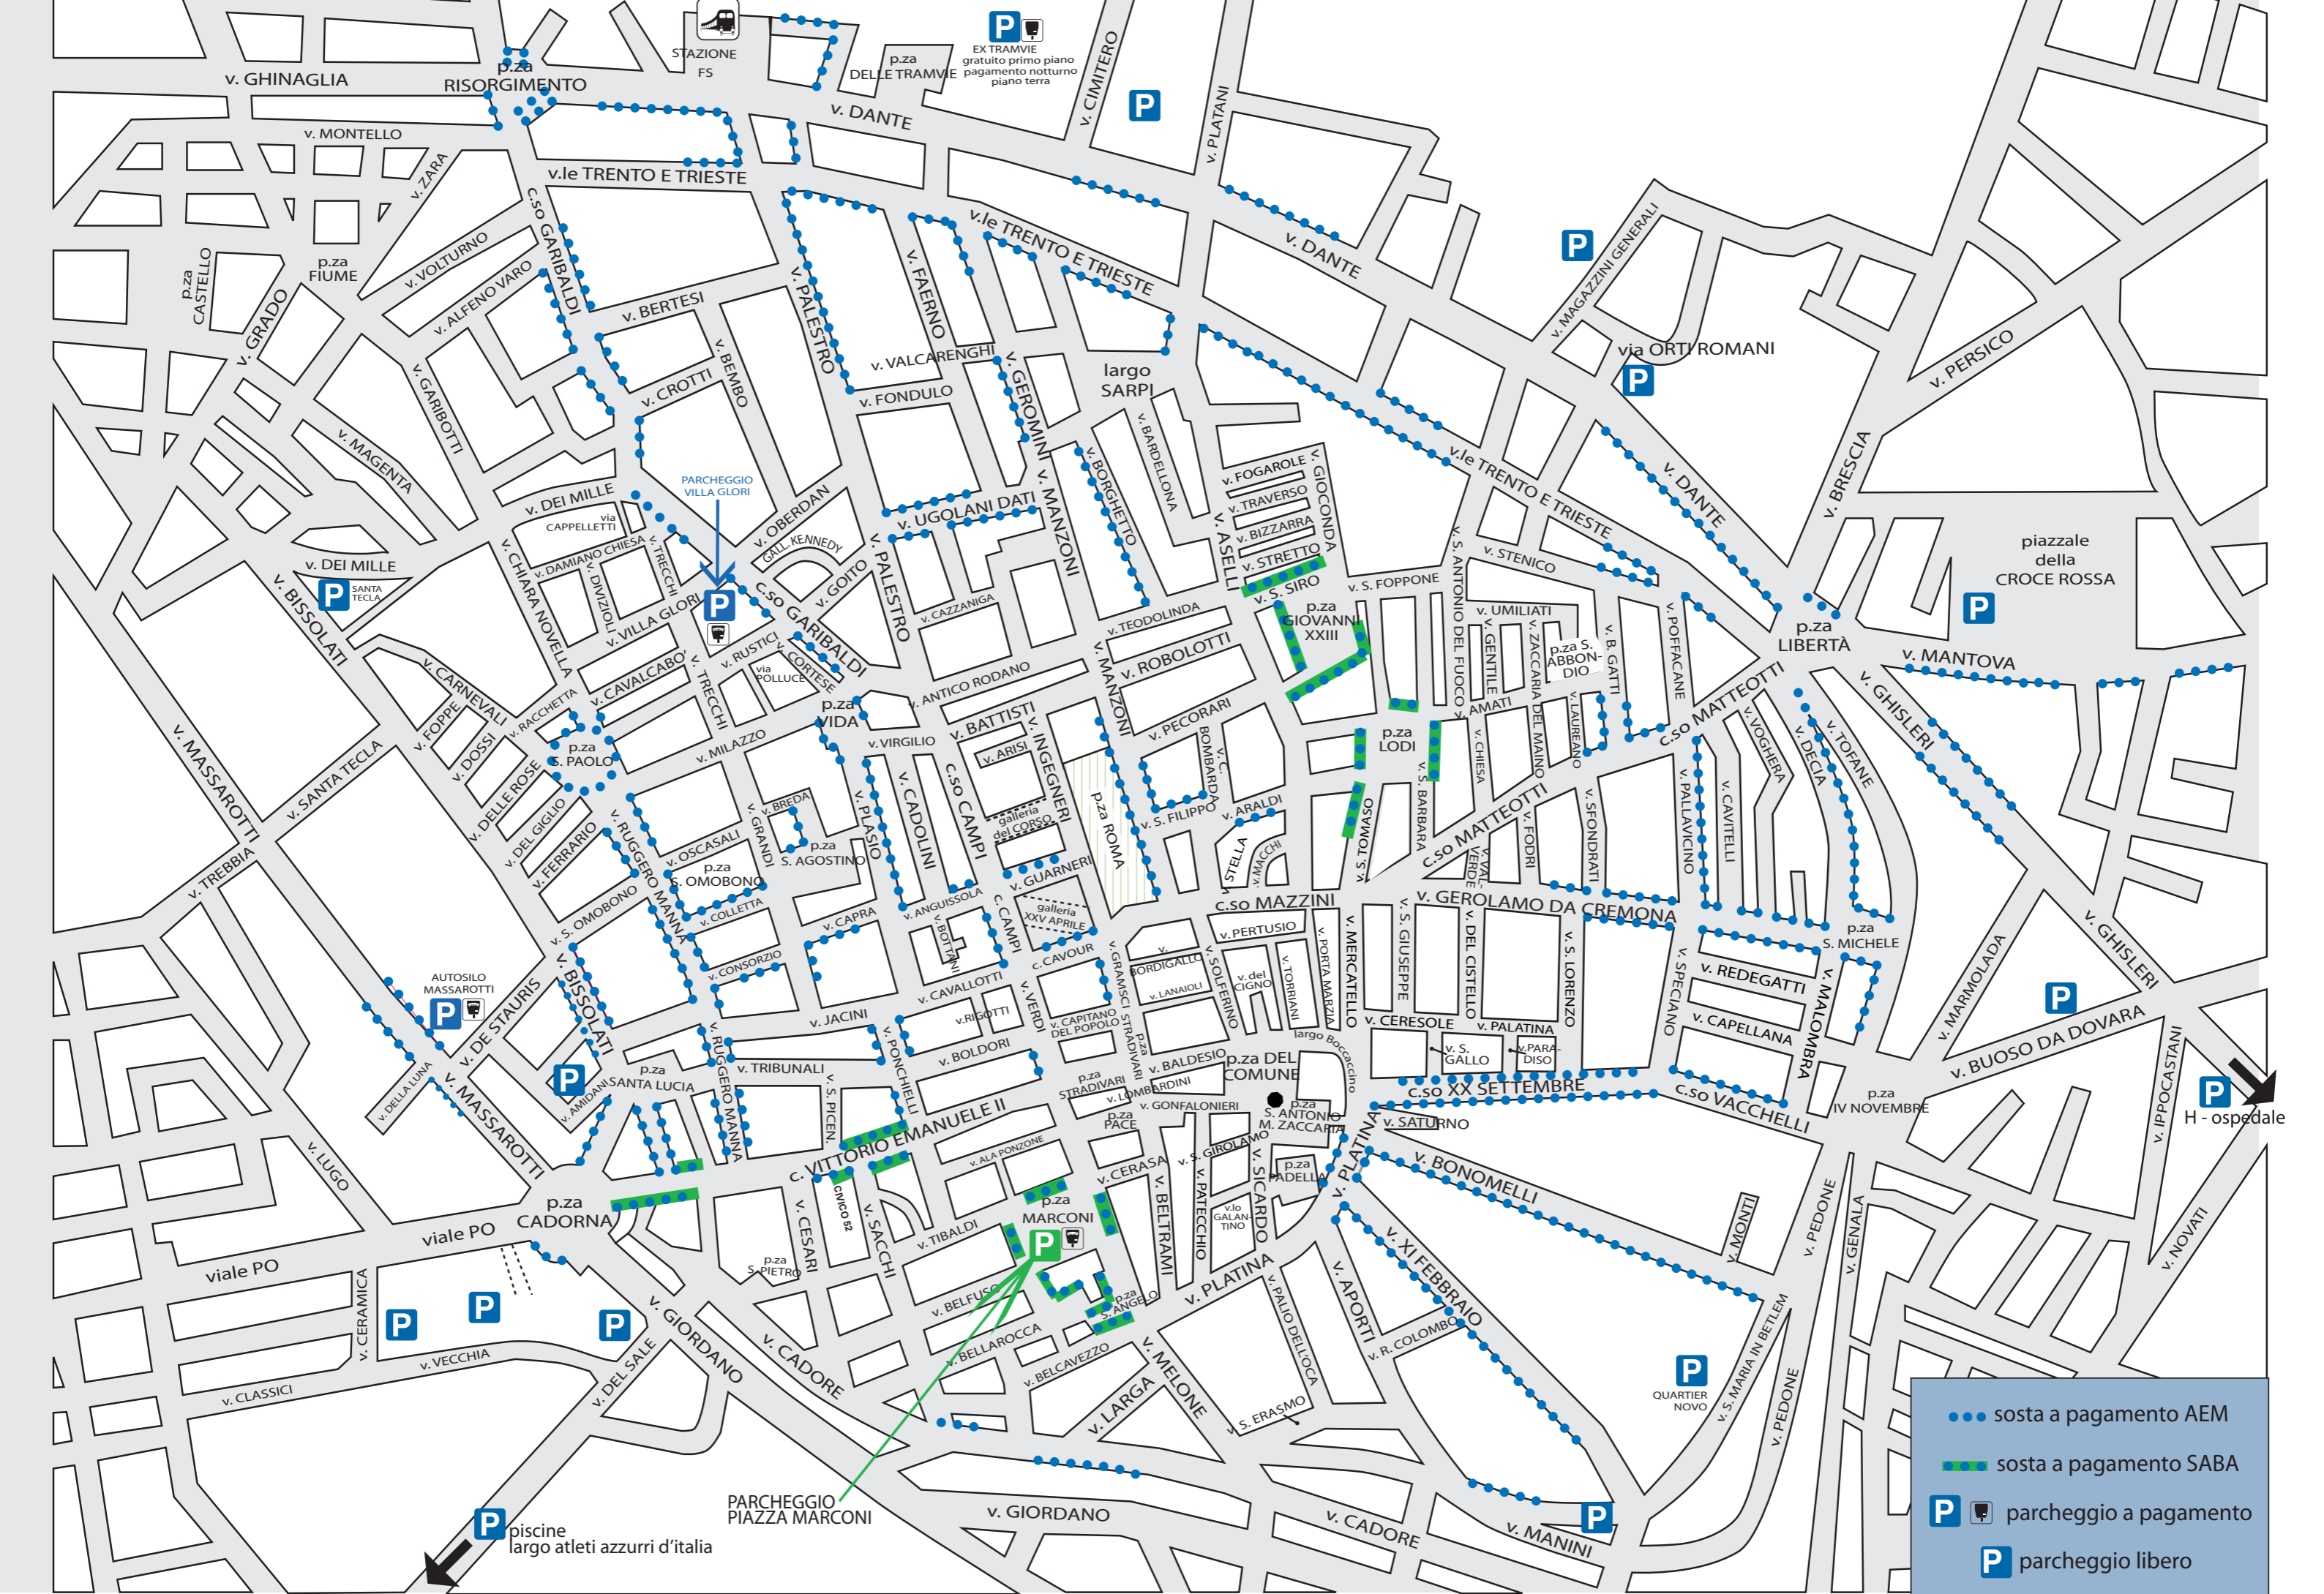 STAZIONE
FS
P
EX TRAMVIE
gratuito primo piano
pagamento notturno
piano terra
p.za
DELLE TRAMVIE
v. GHINAGLIA
p.za
RISORGIMENTO
v. DANTE
v. CIMITERO
P
v. PLATANI
v. MONTELLO
v. ZARA
v.le TRENTO E TRIESTE
c.so GARIBALDI
v.le TRENTO E TRIESTE
v. DANTE
P
v. MAGAZZINI GENERALI
p.za
CASTELLO
p.za
FIUME
v. VOLTURNO
v. ALFENO VARO
v. GRADO
v. BERTESI
v. PALESTRO
v. FAERNO
v. BEMBO
v. VALCARENGHI
v. GEROMINI
largo
SARPI
via ORTI ROMANI
P
v. PERSICO
v. GARIBOTTI
v. CROTTI
v. FONDULO
v. MAGENTA
v. BARDELLONA
v. BORGHETTO
v. FOGAROLE
v. GIOCONDA
v. TRAVERSO
v. BIZZARRA
v. STRETTO
v. S. SIRO
v. ASELLI
v.le TRENTO E TRIESTE
v. DANTE
v. BRESCIA
PARCHEGGIO
VILLA GLORI
v. DEI MILLE
via
CAPPELLETTI
v. OBERDAN
GALL. KENNEDY
v. UGOLANI DATI
v. MANZONI
v. DAMIANO CHIESA
v. TRECCHI
v. DIVIZIOLI
v. CHIARA NOVELLA
v. DEI MILLE
P
SANTA
TECLA
v. BISSOLATI
P
c.so GARIBALDI
v. GOITO
v. PALESTRO
v. CAZZANIGA
v. TEODOLINDA
v. S. FOPPONE
v. S. ANTONIO DEL FUOCO
v. STENICO
v. UMILIATI
piazzale
della
CROCE ROSSA
P
p.za
LIBERTÀ
v. MANTOVA
v. GHISLERI
p.za
GIOVANNI
XXIII
v. GENTILE
v. ZACCARIA DEL MAINO
p.za S.
ABBON-
DIO
v. B. GATTI
v. POFFACANE
c.so MATTEOTTI
v. VILLA GLORI
v. RUSTICI
v. CORTESE
via
POLLUCE
v. CAVALCABO'
v. TRECCHI
v. RACCHETTA
v. CARNEVALI
v. FOPPE
v. DOSSI
v. DELLE ROSE
v. DEL GIGLIO
v. FERRARIO
p.za
S. PAOLO
v. MILAZZO
p.za
VIDA
v. ANTICO RODANO
v. ROBOLOTTI
v. MANZONI
v. BATTISTI
v. VIRGILIO
v. ARISI
v. INGEGNERI
v. PECORARI
v. C.
BOMBARDA
v. AMATI
v. LAUREANO
p.za
LODI
v. CHIESA
v. S. BARBARA
v. S. TOMASO
v. VOGHERA
v. DECIA
v. TOFANE
v. MASSAROTTI
v. SANTA TECLA
v. TREBBIA
v. RUGGERO MANNA
v. BREDA
v. GRANDI
v. OSCASALI
p.za
S. AGOSTINO
v. PLASIO
v. CADOLINI
c.so CAMPI
galleria
del CORSO
p.za ROMA
v. S. FILIPPO
v. ARALDI
v. STELLA
v. MACCHI
c.so MATTEOTTI
v. FODRI
v. SFONDRATI
v. VAL-
VERDE
v. PALLAVICINO
v. CAVITELLI
p.za
S. OMOBONO
v. S. OMOBONO
v. COLLETTA
v. CAPRA
v. ANGUISSOLA
v. GUARNERI
galleria
XXV APRILE
c. CAMPI
v. BOTTANI
c.so MAZZINI
v. GEROLAMO DA CREMONA
p.za
S. MICHELE
v. PERTUSIO
v.
BORDIGALLO
v. LANAIOLI
v. SOLFERINO
v.del
CIGNO
v. TORRIANI
v. PORTA MARZIA
v. MERCATELLO
v. S. GIUSEPPE
v. DEL CISTELLO
v. S. LORENZO
v. SPECIANO
v. REDEGATTI
v. CAPELLANA
v. MALOMBRA
v. MARMOLADA
v. GHISLERI
P
v. BUOSO DA DOVARA
v. IPPOCASTANI
P
H - ospedale
v. NOVATI
AUTOSILO
MASSAROTTI
P
v. DE STAURIS
v. BISSOLATI
v. DELLA LUNA
v. MASSAROTTI
P
v. AMIDANI
p.za
SANTA LUCIA
v. CONSORZIO
c. CAVOUR
v. CAVALLOTTI
v. GRAMSCI
v. VERDI
v. RIGOTTI
v. CAPITANO
DEL POPOLO
v. JACINI
v. RUGGERO MANNA
v. TRIBUNALI
v. S. PICEN.
v. PONCHIELLI
v. BOLDORI
p.za
STRADIVARI
p.za
STRADIVARI
v. BALDESIO
v. LOMBARDINI
v. GONFALONIERI
p.za DEL
COMUNE
largo Boccaccino
p.za
S. ANTONIO
M. ZACCARIA
p.za
PACE
v. CERESOLE
v. PALATINA
v. S.
GALLO
v.PARA-
DISO
c.so XX SETTEMBRE
c.so VACCHELLI
p.za
IV NOVEMBRE
v. SATURNO
v. BONOMELLI
v. PLATINA
c. VITTORIO EMANUELE II
v. ALA PONZONE
v. CERASA
v. S. GIROLAMO
p.za
PADELLA
v. BELTRAMI
v. PATECCHIO
v. SICARDO
v.lo
GALAN-
TINO
CIVICO 52
v. CESARI
v. SACCHI
v. TIBALDI
p.za
MARCONI
P
v. LUGO
viale PO
viale PO
p.za
CADORNA
p.za
S. PIETRO
v. BELFUSO
v. BELLAROCCA
v. BELCAVEZZO
p.za
S. ANGELO
v. PLATINA
v. PALIO DELL'OCA
v. APORTI
v. XI FEBBRAIO
v. R. COLOMBO
v. MONTI
v. PEDONE
v. GENALA
v. CERAMICA
P
P
P
v. VECCHIA
v. CLASSICI
v. DEL SALE
v. GIORDANO
v. CADORE
v. MELONE
v. LARGA
v. S. ERASMO
P
QUARTIER
NOVO
v. S. MARIA IN BETLEM
v. PEDONE
PARCHEGGIO
PIAZZA MARCONI
v. GIORDANO
v. CADORE
v. MANINI
P
P
piscine
largo atleti azzurri d'italia
sosta a pagamento AEM
sosta a pagamento SABA
P parcheggio a pagamento
P parcheggio libero